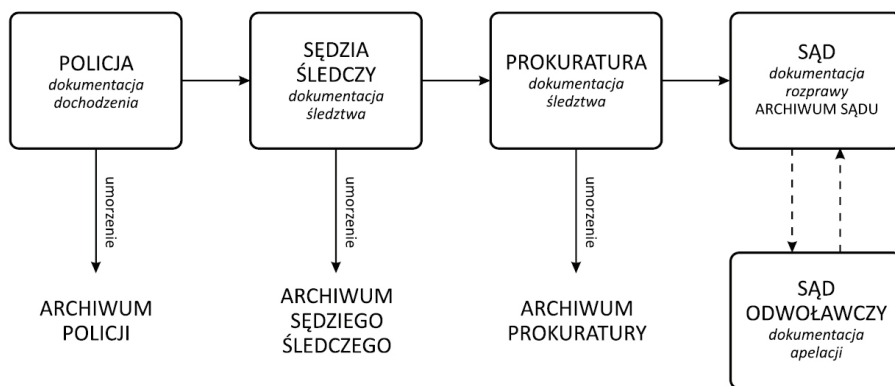 POLICJA
dokumentacja
dochodzenia
SĘDZIA
ŚLEDCZY
dokumentacja
śledztwa
PROKURATURA
dokumentacja
śledztwa
SĄD
dokumentacja
rozprawy
ARCHIWUM SĄDU
umorzenie
umorzenie
umorzenie
ARCHIWUM
POLICJI
ARCHIWUM
SĘDZIEGO
ŚLEDCZEGO
ARCHIWUM
PROKURATURY
SĄD
ODWOŁAWCZY
dokumentacja
apelacji